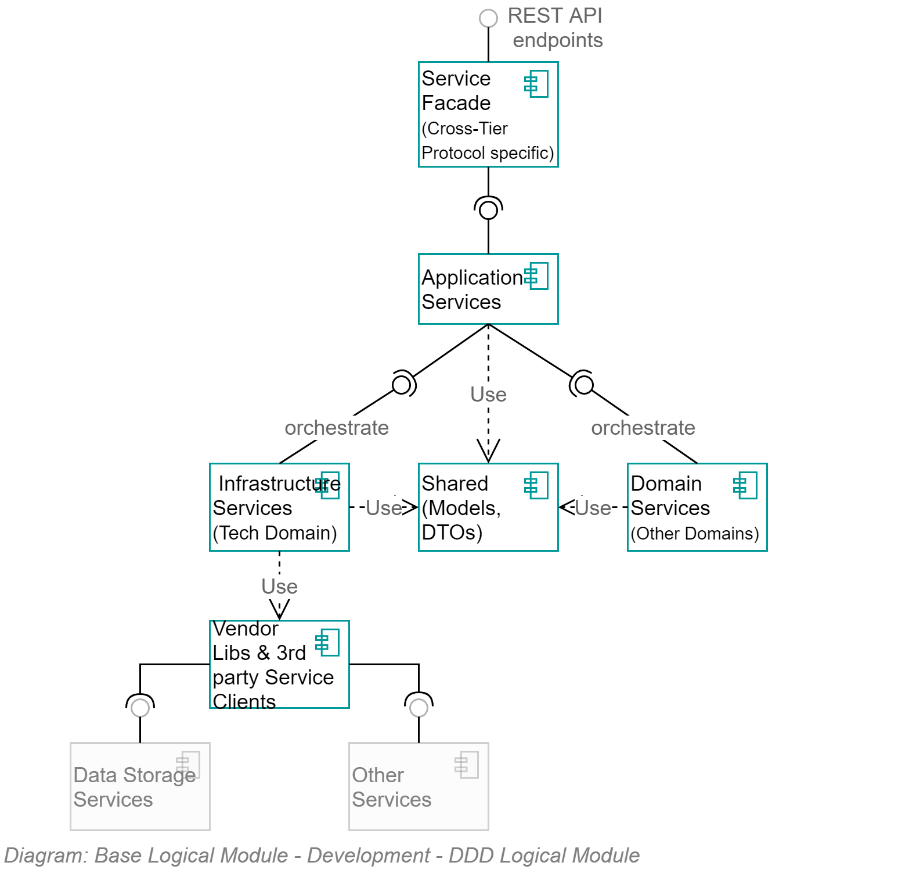 REST API
endpoints
Service
Facade
(Cross-Tier
Protocol specific)
Application
Services
Use
orchestrate
orchestrate
Infrastructure
Services
(Tech Domain)
Use
Shared
(Models,
DTOs)
Use
Domain
Services
(Other Domains)
Use
Vendor
Libs & 3rd
party Service
Clients
Data Storage
Services
Other
Services
Diagram: Base Logical Module - Development - DDD Logical Module